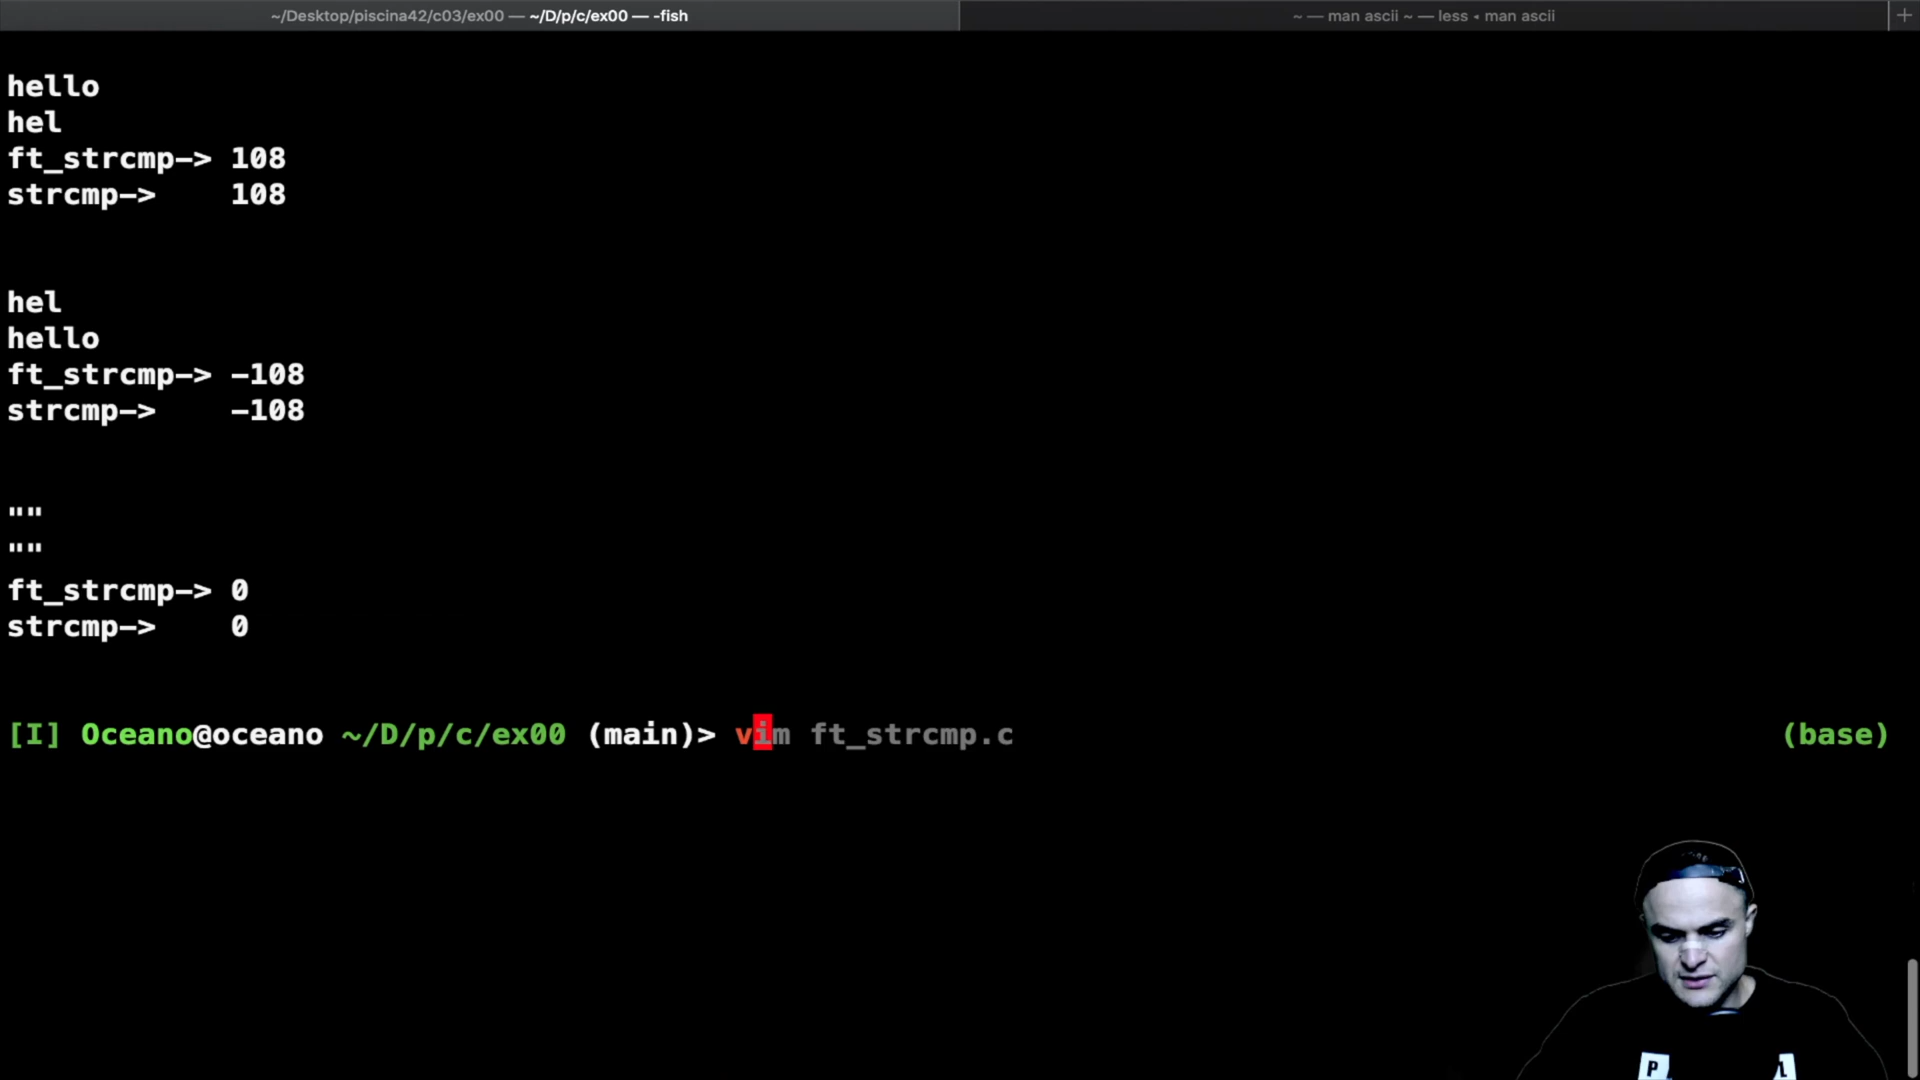 ~/Desktop/piscina42/c03/ex00 — ~/D/p/c/ex00 — -fish
~ — man ascii ~ — less ◂ man ascii
hello
hel
ft_strcmp-> 108
strcmp->    108
hel
hello
ft_strcmp-> -108
strcmp->    -108
""
""
ft_strcmp-> 0
strcmp->    0
[I] Oceano@oceano ~/D/p/c/ex00 (main)> vim ft_strcmp.c
(base)
P